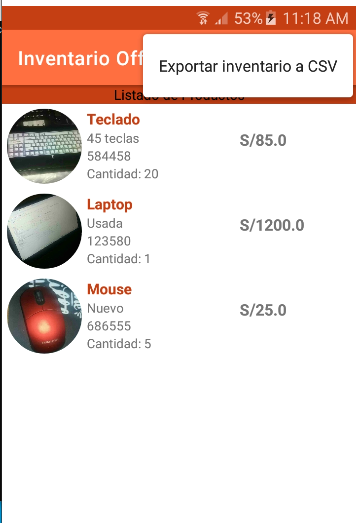 53% 11:18 AM
Inventario Off
Exportar inventario a CSV
Listado de Productos
Teclado
45 teclas
584458
Cantidad: 20
S/85.0
Laptop
Usada
123580
Cantidad: 1
S/1200.0
Mouse
Nuevo
686555
Cantidad: 5
S/25.0